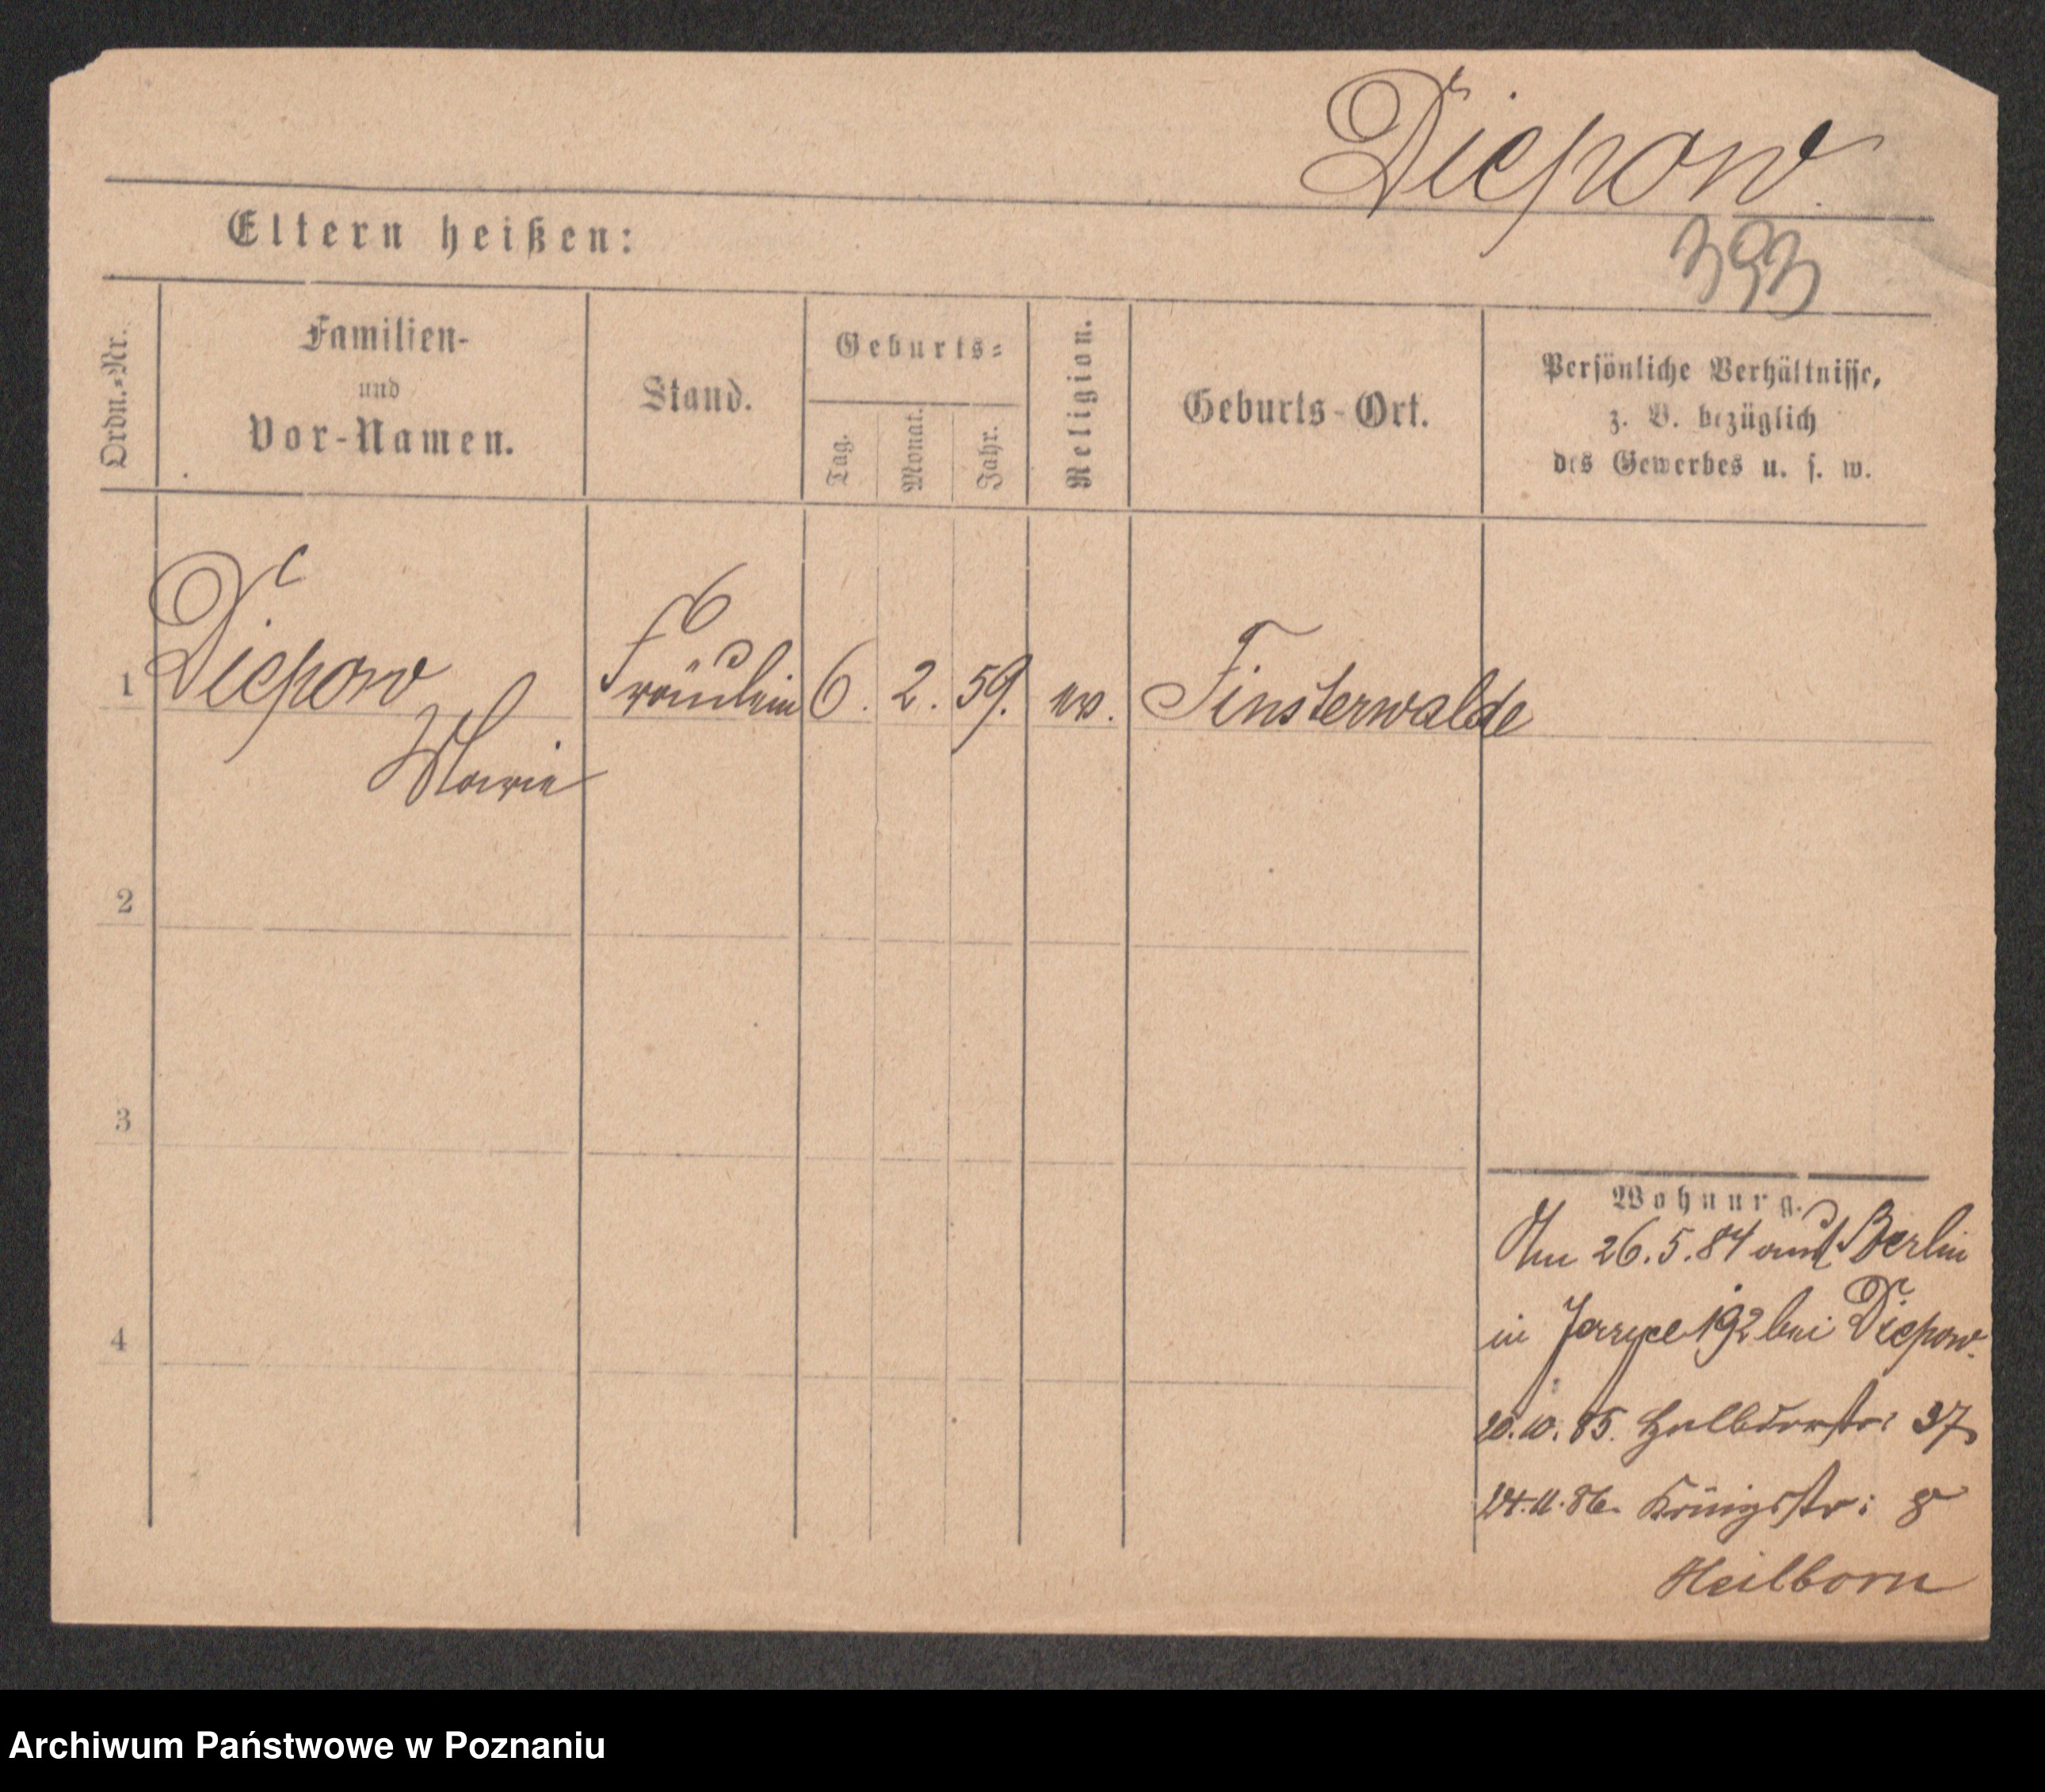 Diepow
393
Eltern heißen:
Ordn.=Nr.
Familien-
und
Vor-Namen.
Stand.
Geburts=
Tag.
Monat.
Jahr.
Religion.
Geburts-Ort.
Persönliche Verhältnisse,
z. B. bezüglich
des Gewerbes u. s. w.
1 Diepow Fräulein 6. 2. 59. ev. Finsterwalde
Marie
2
3
4
Wohnung.
Am 26.5.84 aus Berlin
in 192 bei Diepow.
20.10.85. Halbdorfstr: 37
24.11.86. Königsstr: 8
Heilborn
Archiwum Państwowe w Poznaniu